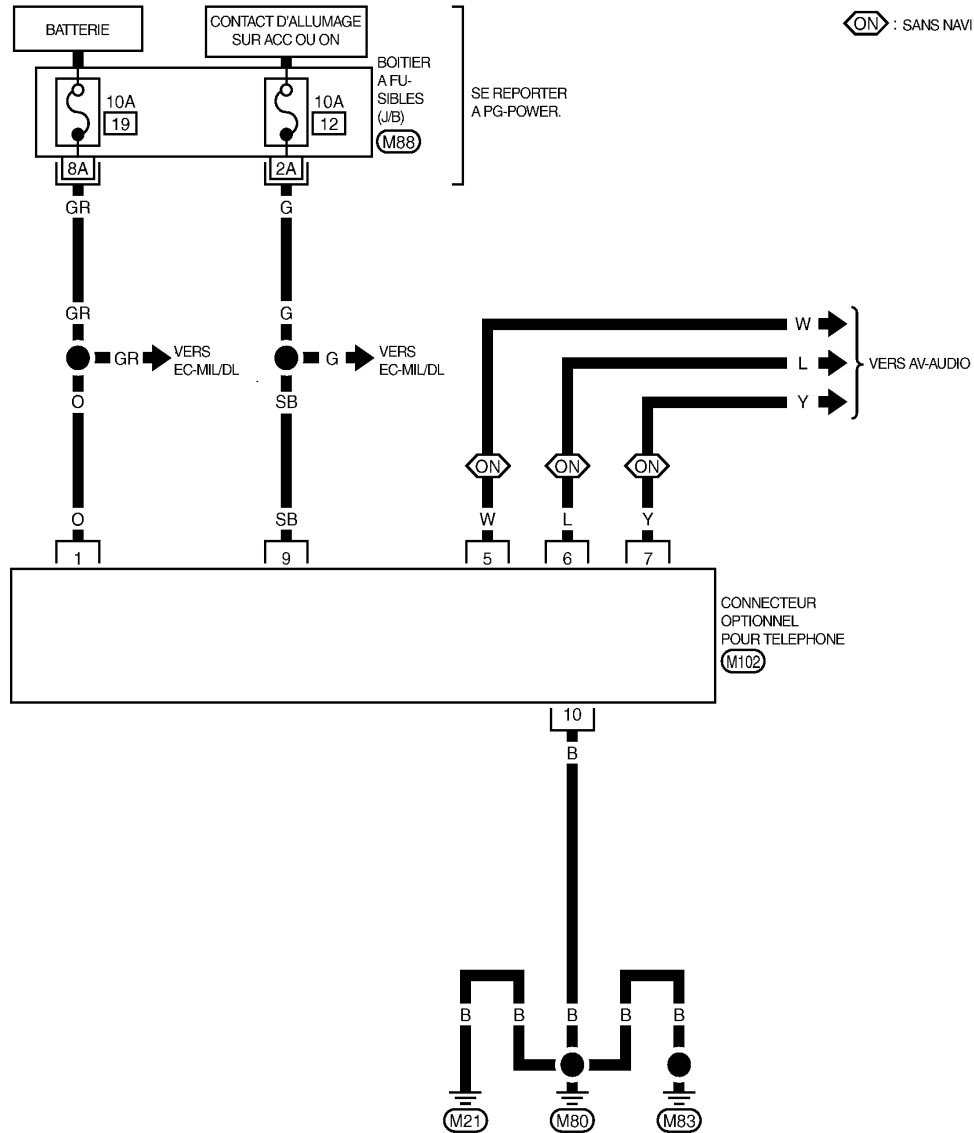 BATTERIE
CONTACT D'ALLUMAGE
SUR ACC OU ON
ON : SANS NAVI
BOITIER
A FU-
SIBLES
(J/B)
M88
10A
19
10A
12
SE REPORTER
A PG-POWER.
8A
2A
GR
G
GR
G
GR
VERS
EC-MIL/DL
G
VERS
EC-MIL/DL
W
L
Y
VERS AV-AUDIO
O
SB
ON
ON
ON
O
SB
W
L
Y
1
9
5
6
7
CONNECTEUR
OPTIONNEL
POUR TELEPHONE
M102
10
B
B
B
B
B
B
M21
M80
M83